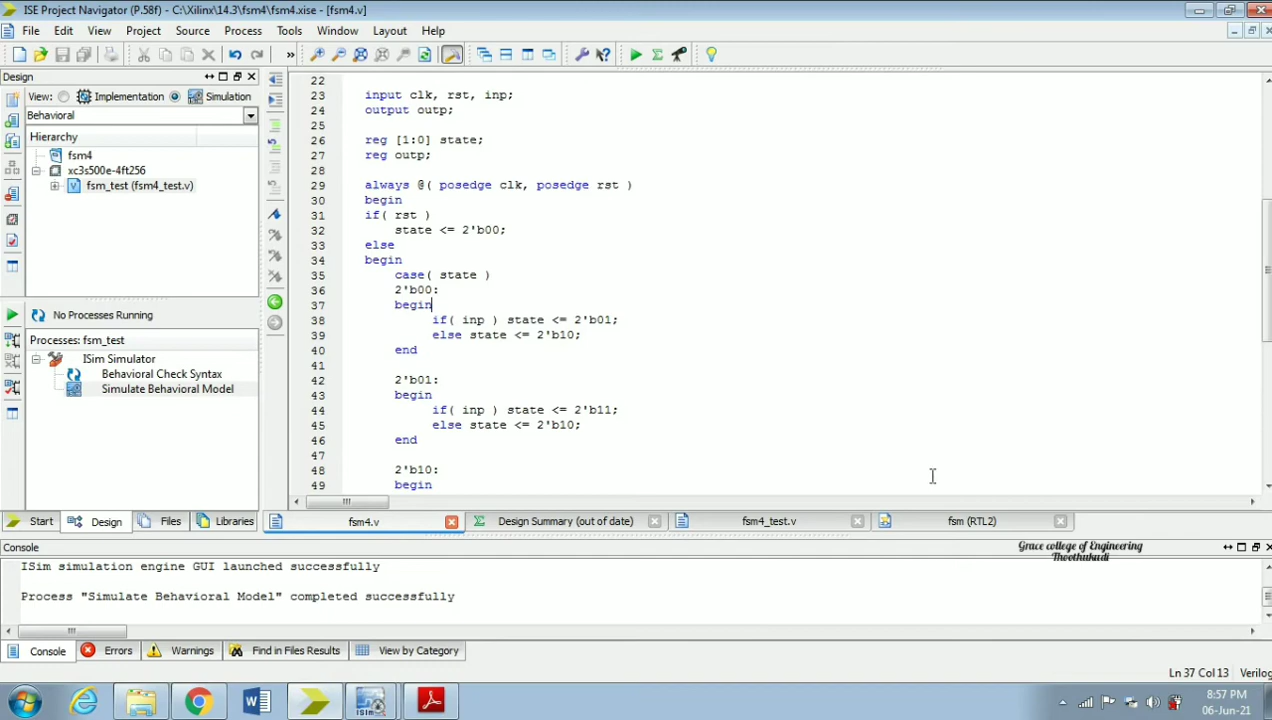 ISE Project Navigator (P.58f) - C:\Xilinx\14.3\fsm4\fsm4.xise - [fsm4.v]
File Edit View Project Source Process Tools Window Layout Help
Design
View: Implementation Simulation
Behavioral
Hierarchy
fsm4
xc3s500e-4ft256
fsm_test (fsm4_test.v)
No Processes Running
Processes: fsm_test
ISim Simulator
Behavioral Check Syntax
Simulate Behavioral Model
Start Design Files Libraries
22
23 input clk, rst, inp;
24 output outp;
25
26 reg [1:0] state;
27 reg outp;
28
29 always @( posedge clk, posedge rst )
30 begin
31 if( rst )
32 state <= 2'b00;
33 else
34 begin
35 case( state )
36 2'b00:
37 begin
38 if( inp ) state <= 2'b01;
39 else state <= 2'b10;
40 end
41
42 2'b01:
43 begin
44 if( inp ) state <= 2'b11;
45 else state <= 2'b10;
46 end
47
48 2'b10:
49 begin
fsm4.v Design Summary (out of date) fsm4_test.v fsm (RTL2)
Console
Grace college of Engineering
Thoothukudi
ISim simulation engine GUI launched successfully
Process "Simulate Behavioral Model" completed successfully
Console Errors Warnings Find in Files Results View by Category
Ln 37 Col 13 Verilog
ISim
8:57 PM
06-Jun-21